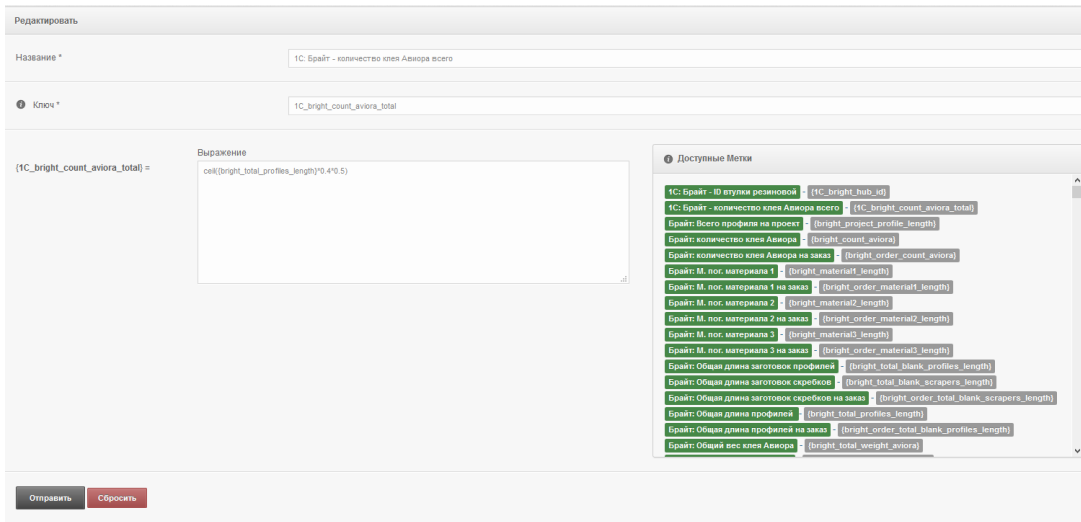 Редактировать
Название *
1С: Брайт - количество клея Авиора всего
Ключ *
1C_bright_count_aviora_total
{1C_bright_count_aviora_total} =
Выражение
ceil({bright_total_profiles_length}*0.4*0.5)
Доступные Метки
1С: Брайт - ID втулки резиновой - {1C_bright_hub_id}
1С: Брайт - количество клея Авиора всего - {1C_bright_count_aviora_total}
Брайт: Всего профиля на проект - {bright_project_profile_length}
Брайт: количество клея Авиора - {bright_count_aviora}
Брайт: количество клея Авиора на заказ - {bright_order_count_aviora}
Брайт: М. пог. материала 1 - {bright_material1_length}
Брайт: М. пог. материала 1 на заказ - {bright_order_material1_length}
Брайт: М. пог. материала 2 - {bright_material2_length}
Брайт: М. пог. материала 2 на заказ - {bright_order_material2_length}
Брайт: М. пог. материала 3 - {bright_material3_length}
Брайт: М. пог. материала 3 на заказ - {bright_order_material3_length}
Брайт: Общая длина заготовок профилей - {bright_total_blank_profiles_length}
Брайт: Общая длина заготовок скребков - {bright_total_blank_scrapers_length}
Брайт: Общая длина заготовок скребков на заказ - {bright_order_total_blank_scrapers_length}
Брайт: Общая длина профилей - {bright_total_profiles_length}
Брайт: Общая длина профилей на заказ - {bright_order_total_blank_profiles_length}
Брайт: Общий вес клея Авиора - {bright_total_weight_aviora}
Отправить
Сбросить